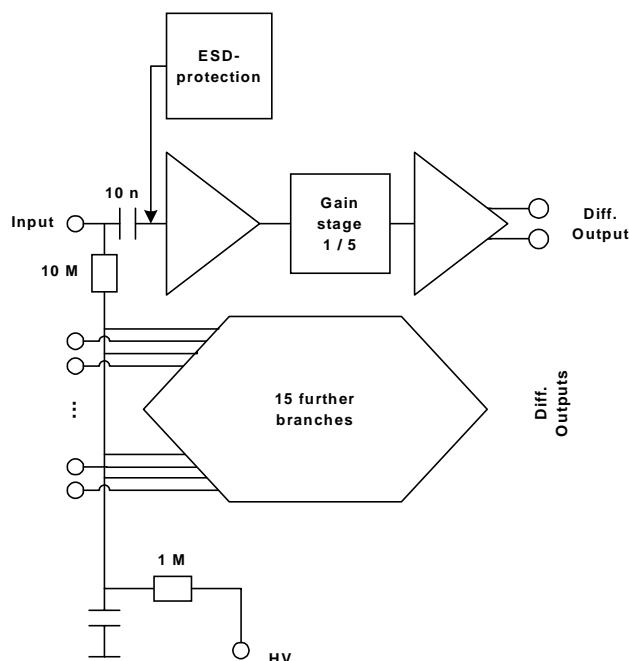 ESD-
protection
10 n
Input
Gain
stage
1 / 5
Diff.
Output
10 M
...
15 further
branches
Diff.
Outputs
1 M
HV